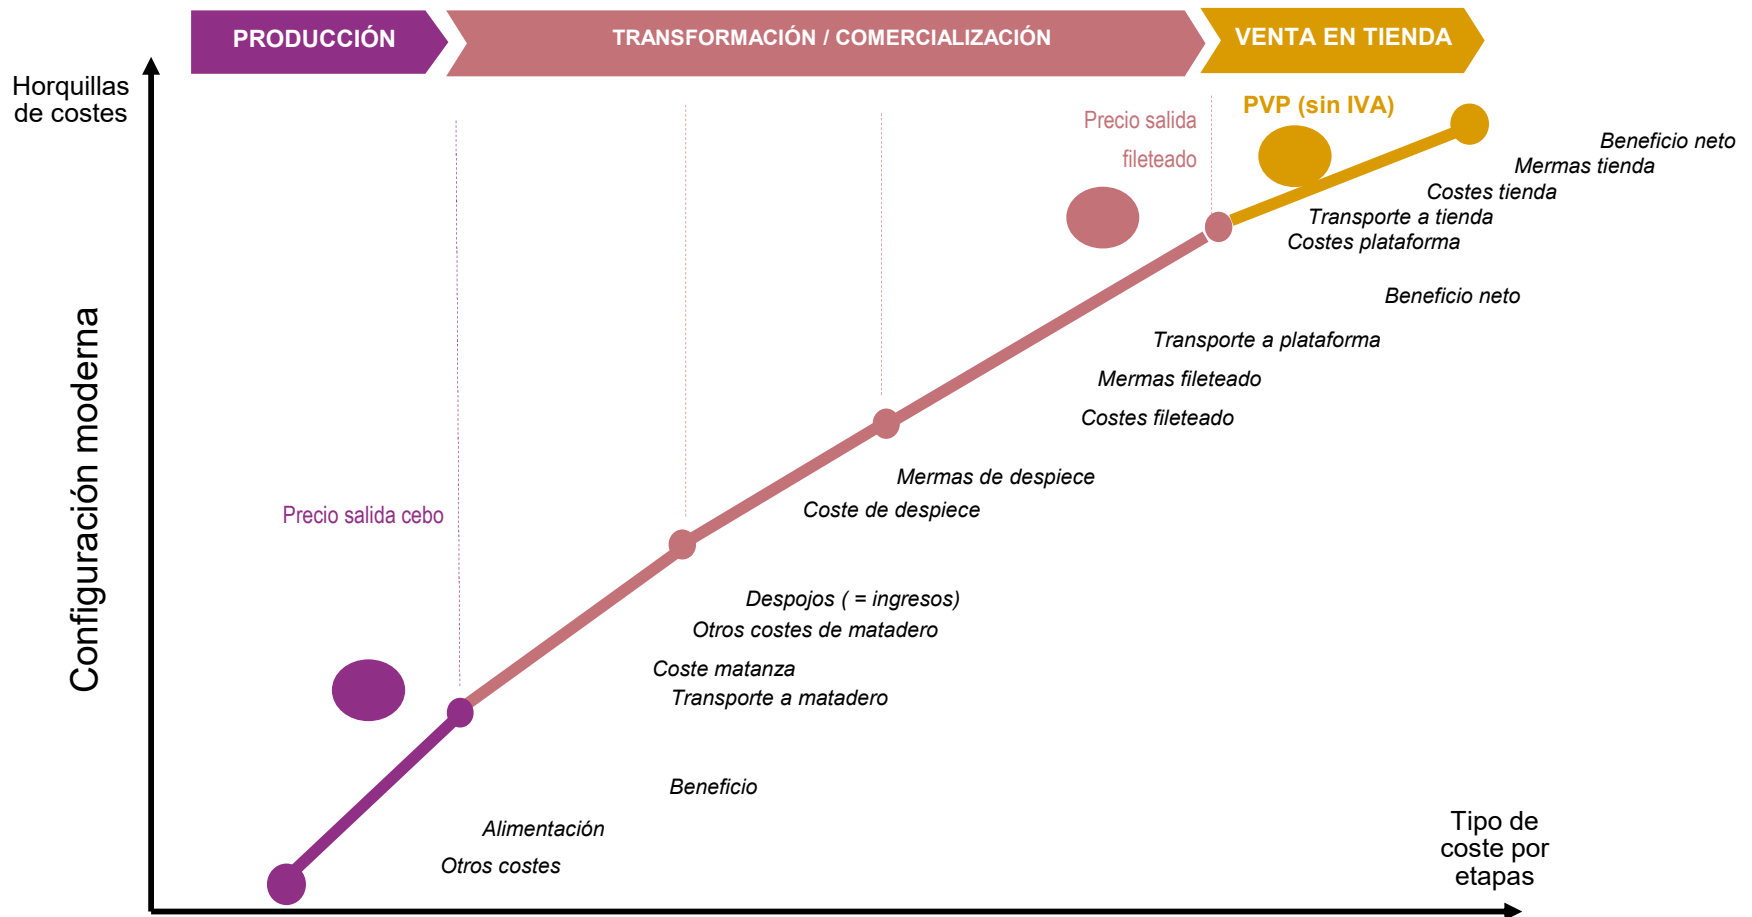 PRODUCCIÓN
TRANSFORMACIÓN / COMERCIALIZACIÓN
VENTA EN TIENDA
Horquillas
de costes
PVP (sin IVA)
Precio salida
fileteado
Beneficio neto
Mermas tienda
Costes tienda
Transporte a tienda
Costes plataforma
Beneficio neto
Transporte a plataforma
Mermas fileteado
Costes fileteado
Configuración moderna
Mermas de despiece
Coste de despiece
Precio salida cebo
Despojos ( = ingresos)
Otros costes de matadero
Coste matanza
Transporte a matadero
Beneficio
Alimentación
Otros costes
Tipo de
coste por
etapas